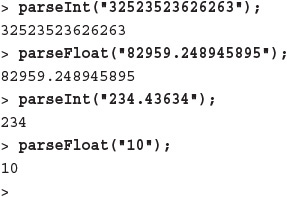 > parseInt("32523523626263");
32523523626263
> parseFloat("82959.248945895");
82959.248945895
> parseInt("234.43634");
234
> parseFloat("10");
10
>